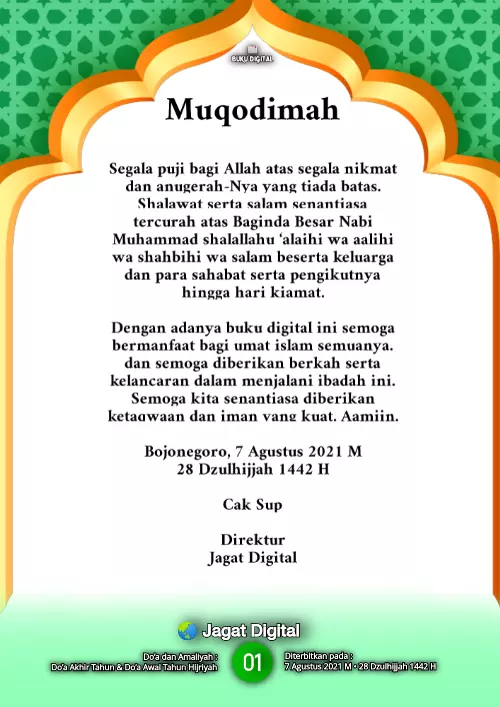 BUKU DIGITAL
Muqodimah
Segala puji bagi Allah atas segala nikmat
dan anugerah-Nya yang tiada batas.
Shalawat serta salam senantiasa
tercurah atas Baginda Besar Nabi
Muhammad shalallahu ‘alaihi wa aalihi
wa shahbihi wa salam beserta keluarga
dan para sahabat serta pengikutnya
hingga hari kiamat.
Dengan adanya buku digital ini semoga
bermanfaat bagi umat islam semuanya.
dan semoga diberikan berkah serta
kelancaran dalam menjalani ibadah ini.
Semoga kita senantiasa diberikan
ketaqwaan dan iman yang kuat. Aamiin.
Bojonegoro, 7 Agustus 2021 M
28 Dzulhijjah 1442 H
Cak Sup
Direktur
Jagat Digital
Jagat Digital
Do'a dan Amaliyah :
Do'a Akhir Tahun & Do'a Awal Tahun Hijriyah
01
Diterbitkan pada :
7 Agustus 2021 M • 28 Dzulhijjah 1442 H